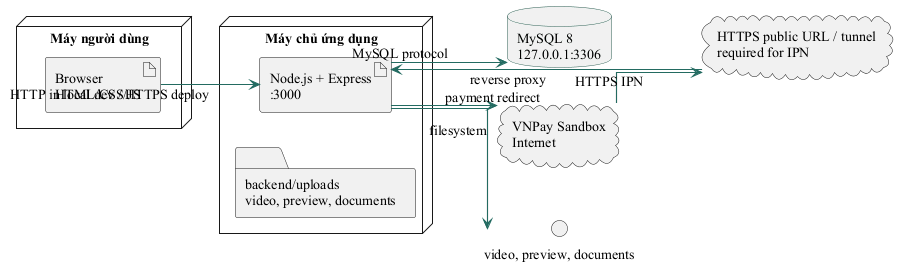 Máy người dùng
Browser
HTML/CSS/JS
HTTP in local dev / HTTPS deploy
Máy chủ ứng dụng
Node.js + Express
:3000
backend/uploads
video, preview, documents
MySQL protocol
MySQL 8
127.0.0.1:3306
reverse proxy
payment redirect
filesystem
VNPay Sandbox
Internet
HTTPS IPN
HTTPS public URL / tunnel
required for IPN
video, preview, documents